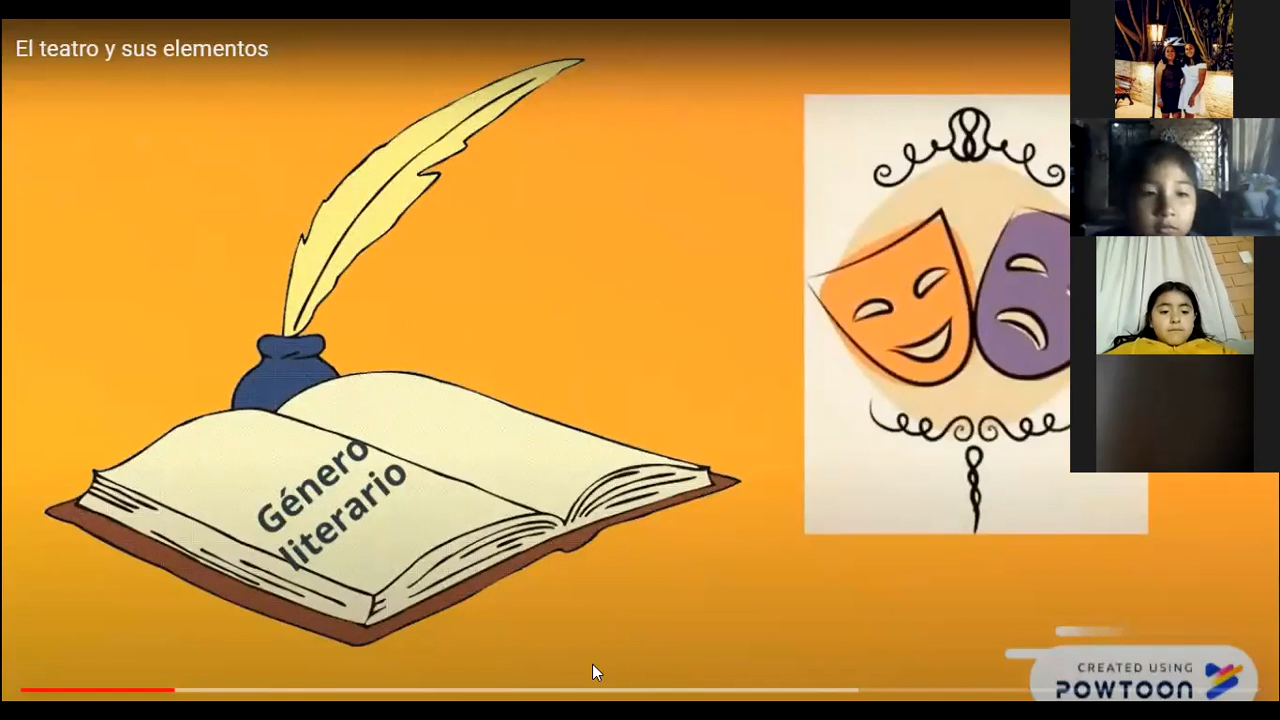 El teatro y sus elementos
Género
literario
CREATED USING
POWTOON